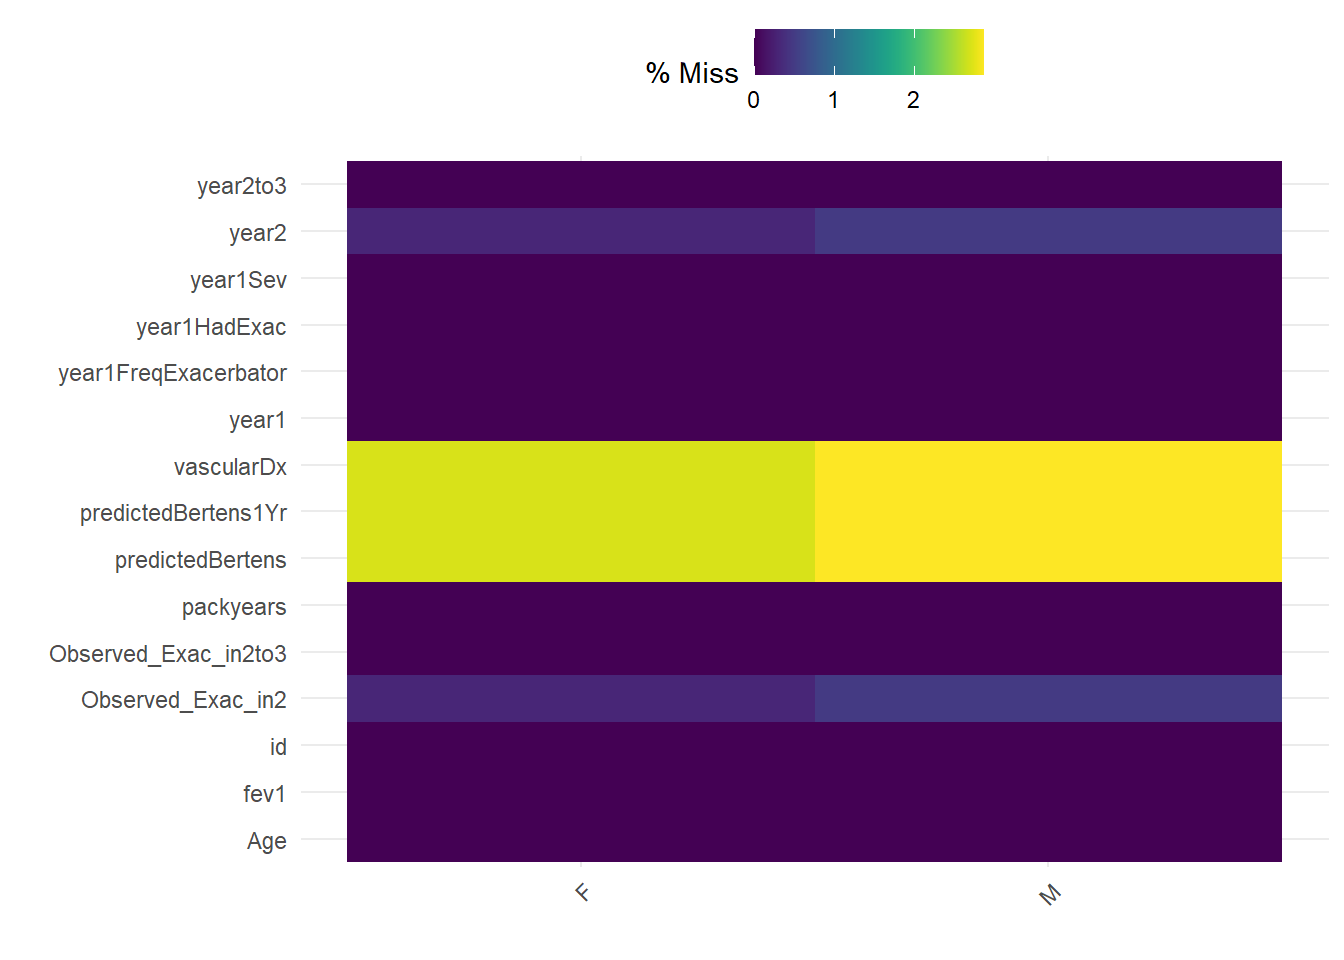 % Miss
0 1 2
year2to3
year2
year1Sev
year1HadExac
year1FreqExacerbator
year1
vascularDx
predictedBertens1Yr
predictedBertens
packyears
Observed_Exac_in2to3
Observed_Exac_in2
id
fev1
Age
F M